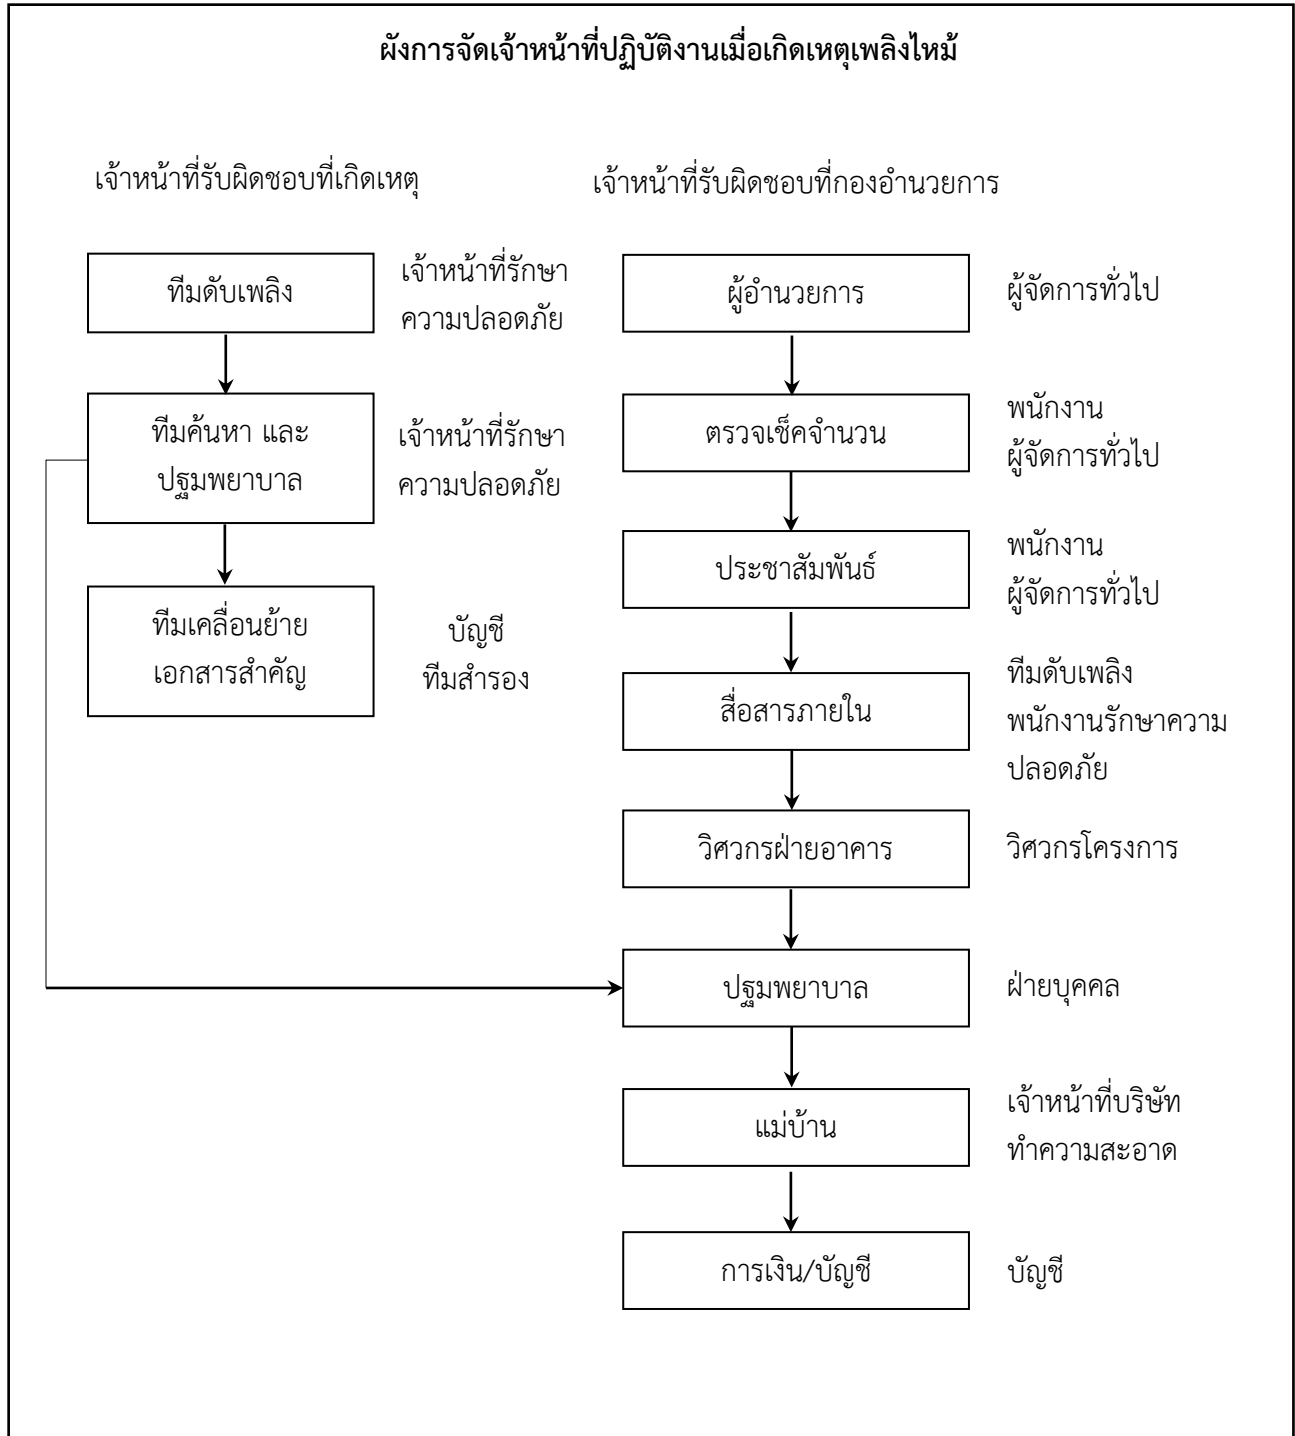 ผังการจัดเจ้าหน้าที่ปฏิบัติงานเมื่อเกิดเหตุเพลิงไหม้
เจ้าหน้าที่รับผิดชอบที่เกิดเหตุ
ทีมดับเพลิง
เจ้าหน้าที่รักษา
ความปลอดภัย
ทีมค้นหา และ
ปฐมพยาบาล
เจ้าหน้าที่รักษา
ความปลอดภัย
ทีมเคลื่อนย้าย
เอกสารสำคัญ
บัญชี
ทีมสำรอง
เจ้าหน้าที่รับผิดชอบที่กองอำนวยการ
ผู้อำนวยการ
ผู้จัดการทั่วไป
ตรวจเช็คจำนวน
พนักงาน
ผู้จัดการทั่วไป
ประชาสัมพันธ์
พนักงาน
ผู้จัดการทั่วไป
สื่อสารภายใน
ทีมดับเพลิง
พนักงานรักษาความ
ปลอดภัย
วิศวกรฝ่ายอาคาร
วิศวกรโครงการ
ปฐมพยาบาล
ฝ่ายบุคคล
แม่บ้าน
เจ้าหน้าที่บริษัท
ทำความสะอาด
การเงิน/บัญชี
บัญชี